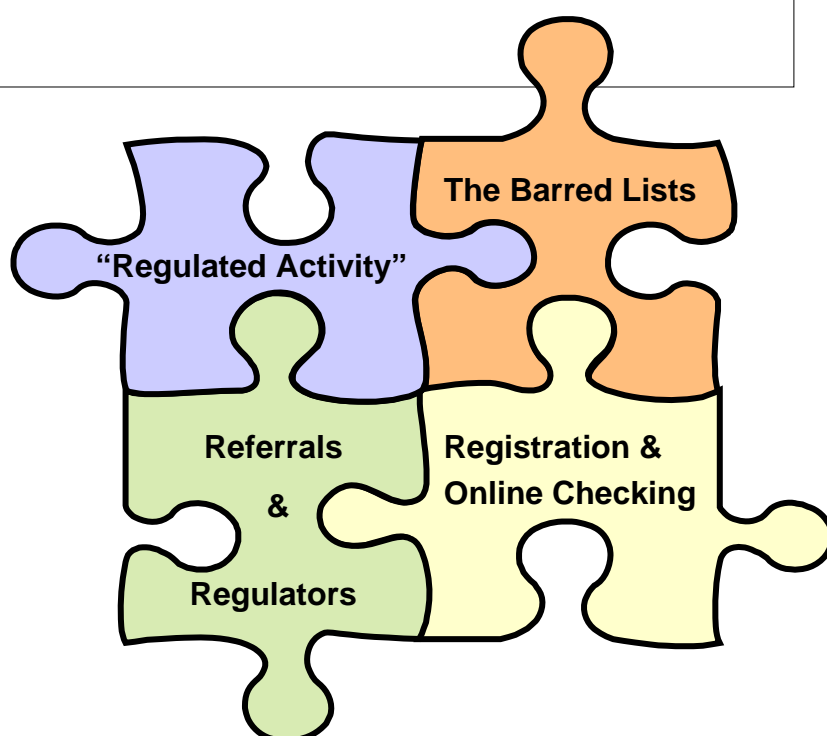 The Barred Lists
“Regulated Activity”
Referrals
&
Regulators
Registration &
Online Checking